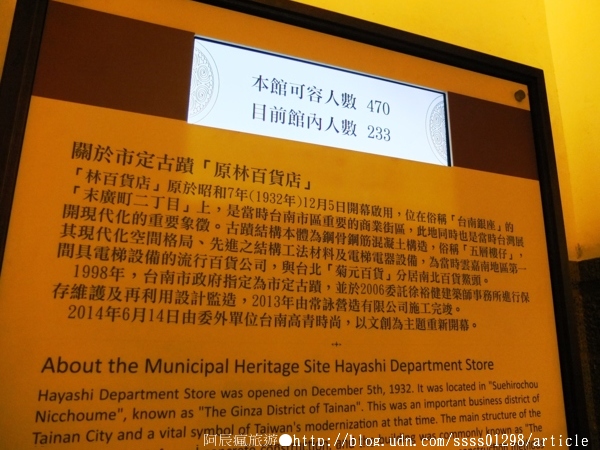 本館可容人數 470
目前館內人數 233
關於市定古蹟「原林百貨店」
「林百貨店」原於昭和7年(1932年)12月5日開幕啟用，位在俗稱「台南銀座」的
「末廣町二丁目」上，是當時台南市區重要的商業街區，此地同時也是當時台灣展
開現代化的重要象徵。古蹟結構本體為鋼骨鋼筋混凝土構造，俗稱「五層樓仔」，
其現代化空間格局、先進之結構工法材料及電梯電器設備，為當時雲嘉南地區第一
間具電梯設備的流行百貨公司，與台北「菊元百貨」分居南北百貨鰲頭。
1998年，台南市政府指定為市定古蹟，並於2006委託徐裕健建築師事務所進行保
存維護及再利用設計監造，2013年由常詠營造有限公司施工完竣。
2014年6月14日由委外單位台南高青時尚，以文創為主題重新開幕。
About the Municipal Heritage Site Hayashi Department Store
Hayashi Department Store was opened on December 5th, 1932. It was located in "Suehirochou
Nicchoume", known as "The Ginza District of Tainan". This was an important business district of
Tainan City and a vital symbol of Taiwan's modernization at that time. The main structure of the
was commonly known as "The
阿辰瘋旅遊●http://blog.udn.com/ssss01298/article